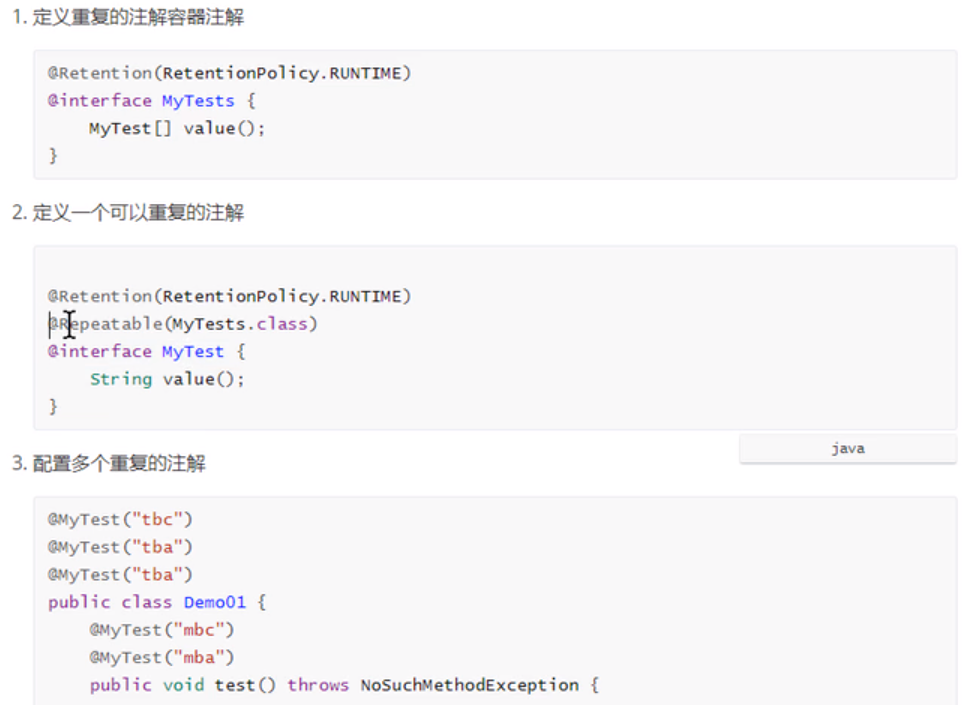 1. 定义重复的注解容器注解
@Retention(RetentionPolicy.RUNTIME)
@interface MyTests {
    MyTest[] value();
}
2. 定义一个可以重复的注解
@Retention(RetentionPolicy.RUNTIME)
@Repeatable(MyTests.class)
@interface MyTest {
    String value();
}
java
3. 配置多个重复的注解
@MyTest("tbc")
@MyTest("tba")
@MyTest("tba")
public class Demo01 {
    @MyTest("mbc")
    @MyTest("mba")
    public void test() throws NoSuchMethodException {